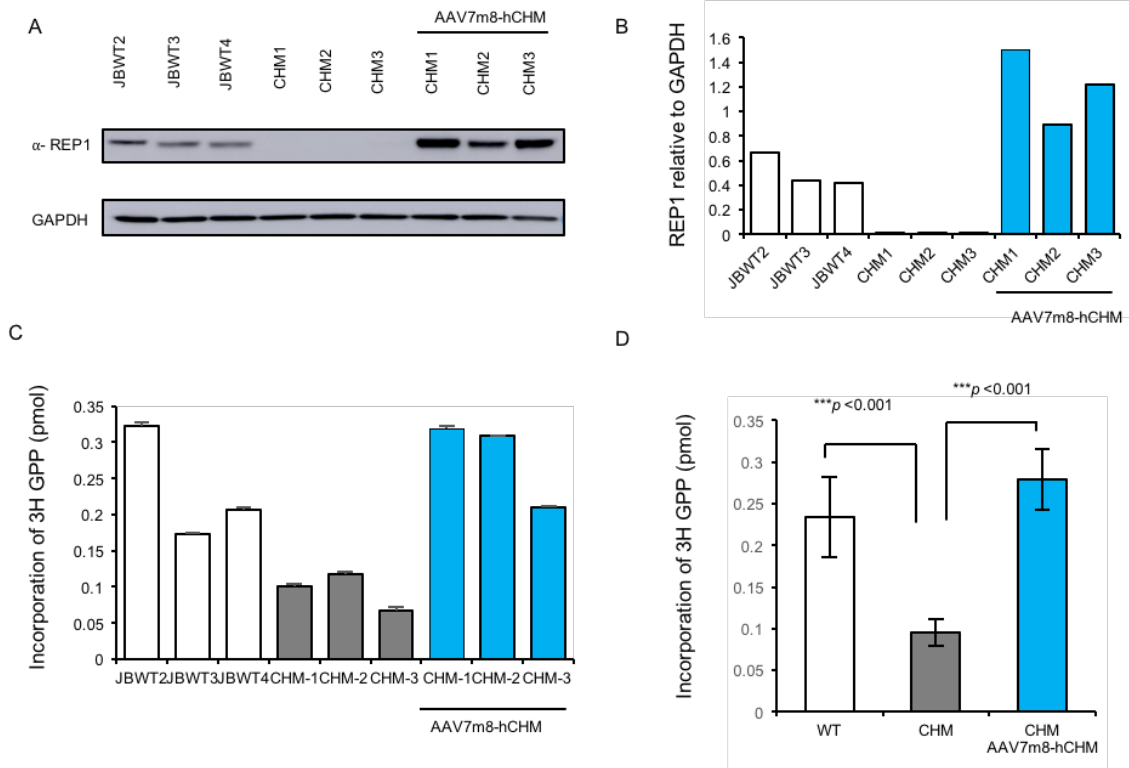 A
AAV7m8-hCHM
JBWT2
JBWT3
JBWT4
CHM1
CHM2
CHM3
CHM1
CHM2
CHM3
α- REP1
GAPDH
B
REP1 relative to GAPDH
1.6
1.4
1.2
1
0.8
0.6
0.4
0.2
0
JBWT2
JBWT3
JBWT4
CHM1
CHM2
CHM3
CHM1
CHM2
CHM3
AAV7m8-hCHM
C
Incorporation of 3H GPP (pmol)
0.35
0.3
0.25
0.2
0.15
0.1
0.05
0
JBWT2 JBWT3 JBWT4 CHM-1 CHM-2 CHM-3 CHM-1 CHM-2 CHM-3
AAV7m8-hCHM
D
Incorporation of 3H GPP (pmol)
***p <0.001
***p <0.001
0.35
0.3
0.25
0.2
0.15
0.1
0.05
0
WT CHM CHM
AAV7m8-hCHM